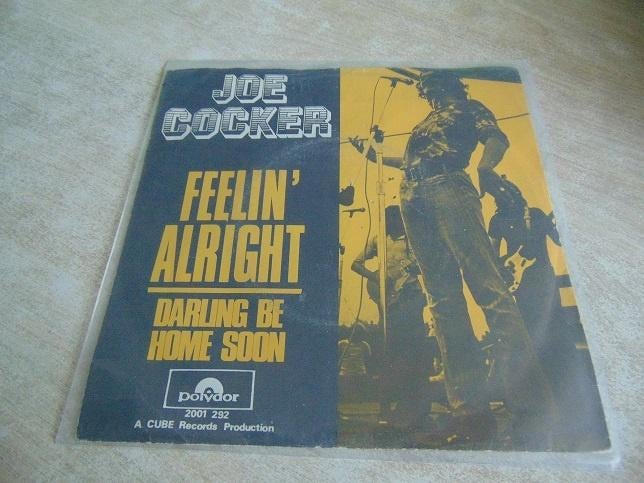 JOE
COCKER
FEELIN'
ALRIGHT
DARLING BE
HOME SOON
polydor
2001 292
A CUBE Records Production